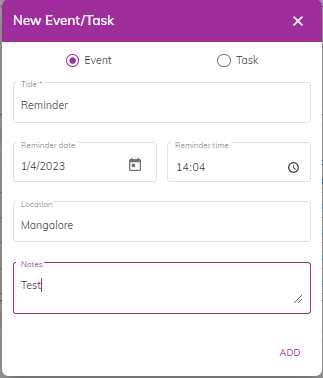 New Event/Task
Event Task
Title *
Reminder
Reminder date Reminder time
1/4/2023 14:04
Location
Mangalore
Notes
Test
ADD